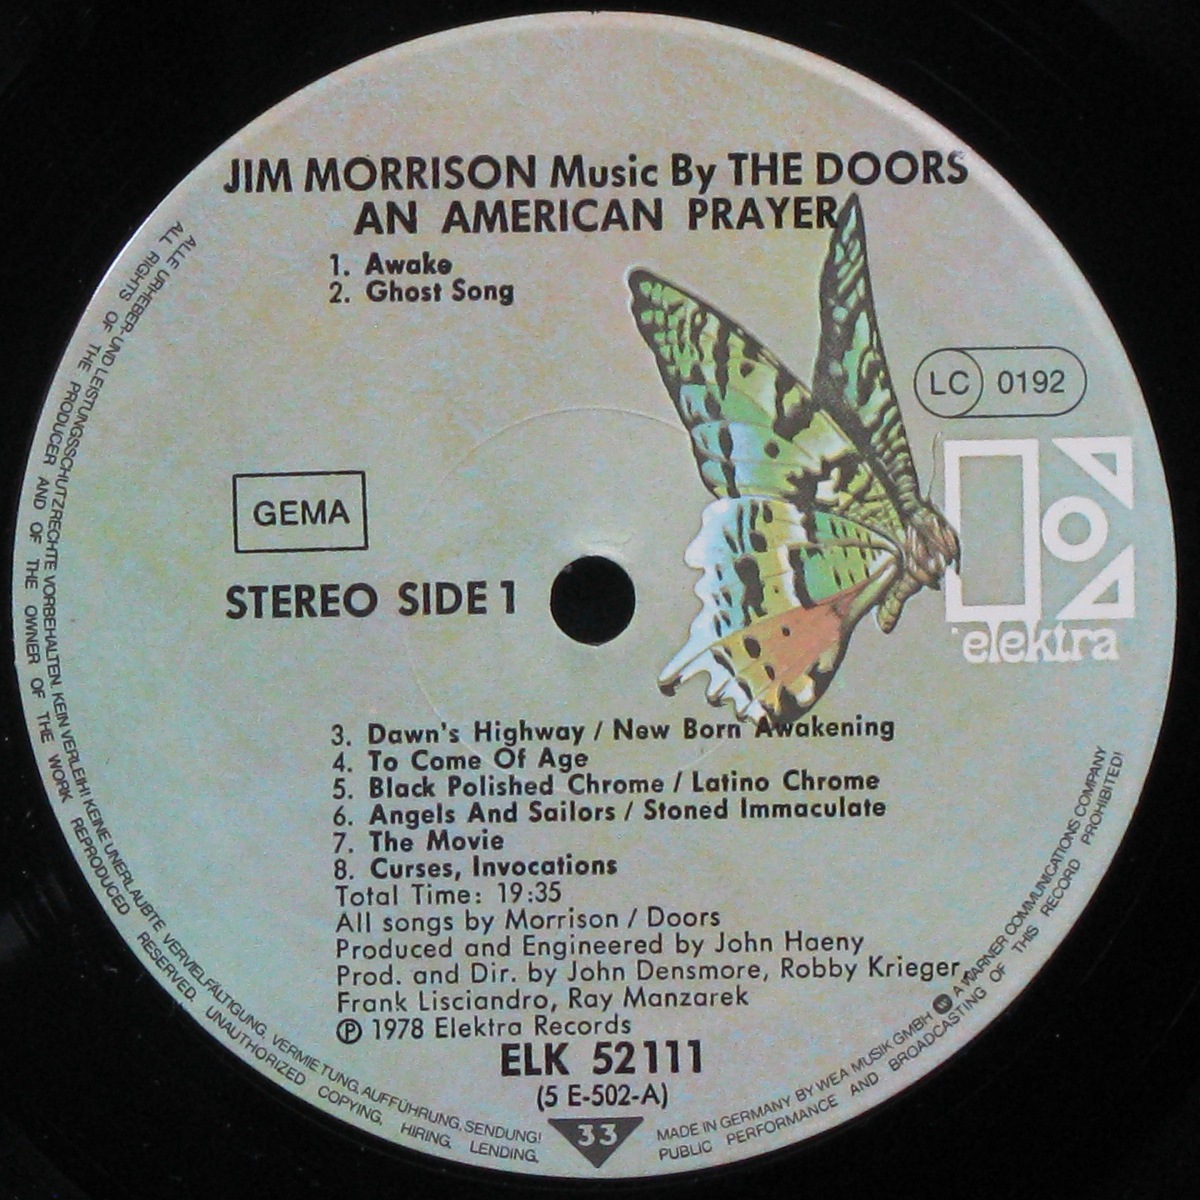 JIM MORRISON Music By THE DOORS
AN AMERICAN PRAYER
1. Awake
2. Ghost Song
LC 0192
GEMA
STEREO SIDE 1
elektra
3. Dawn's Highway / New Born Awakening
4. To Come Of Age
5. Black Polished Chrome / Latino Chrome
6. Angels And Sailors / Stoned Immaculate
7. The Movie
8. Curses, Invocations
Total Time: 19:35
All songs by Morrison / Doors
Produced and Engineered by John Haeny
Prod. and Dir. by John Densmore, Robby Krieger,
Frank Lisciandro, Ray Manzarek
℗ 1978 Elektra Records
ELK 52 111
(5 E-502-A)
33
ALLE URHEBER-UND LEISTUNGSSCHUTZRECHTE VORBEHALTEN. KEIN VERLEIH! KEINE UNERLAUBTE VERVIELFÄLTIGUNG, VERMIETUNG, AUFFÜHRUNG, SENDUNG!
ALL RIGHTS OF THE PRODUCER AND OF THE OWNER OF THE WORK REPRODUCED RESERVED. UNAUTHORIZED COPYING, HIRING, LENDING,
MADE IN GERMANY BY WEA MUSIK GMBH A WARNER COMMUNICATIONS COMPANY
PUBLIC PERFORMANCE AND BROADCASTING OF THIS RECORD PROHIBITED!